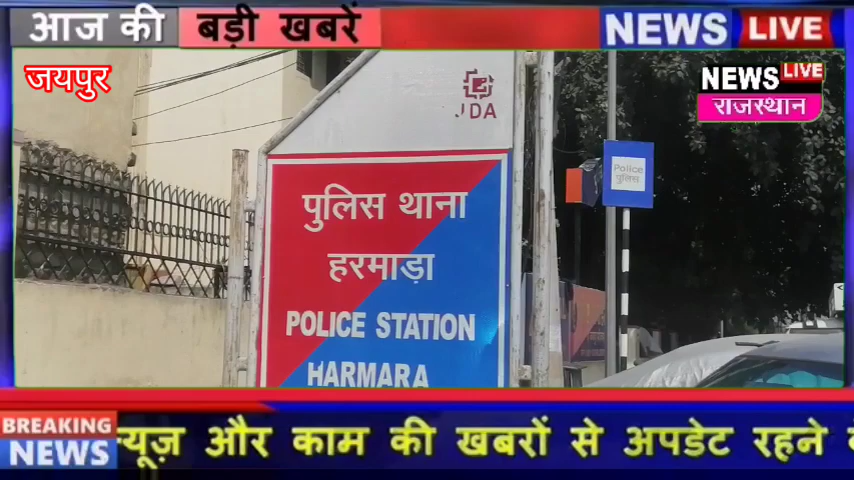 आज की बड़ी खबरें NEWS LIVE
जयपुर
NEWS LIVE
राजस्थान
JDA
Police
पुलिस
पुलिस थाना
हरमाड़ा
POLICE STATION
HARMARA
BREAKING
NEWS
न्यूज़ और काम की खबरों से अपडेट रहने